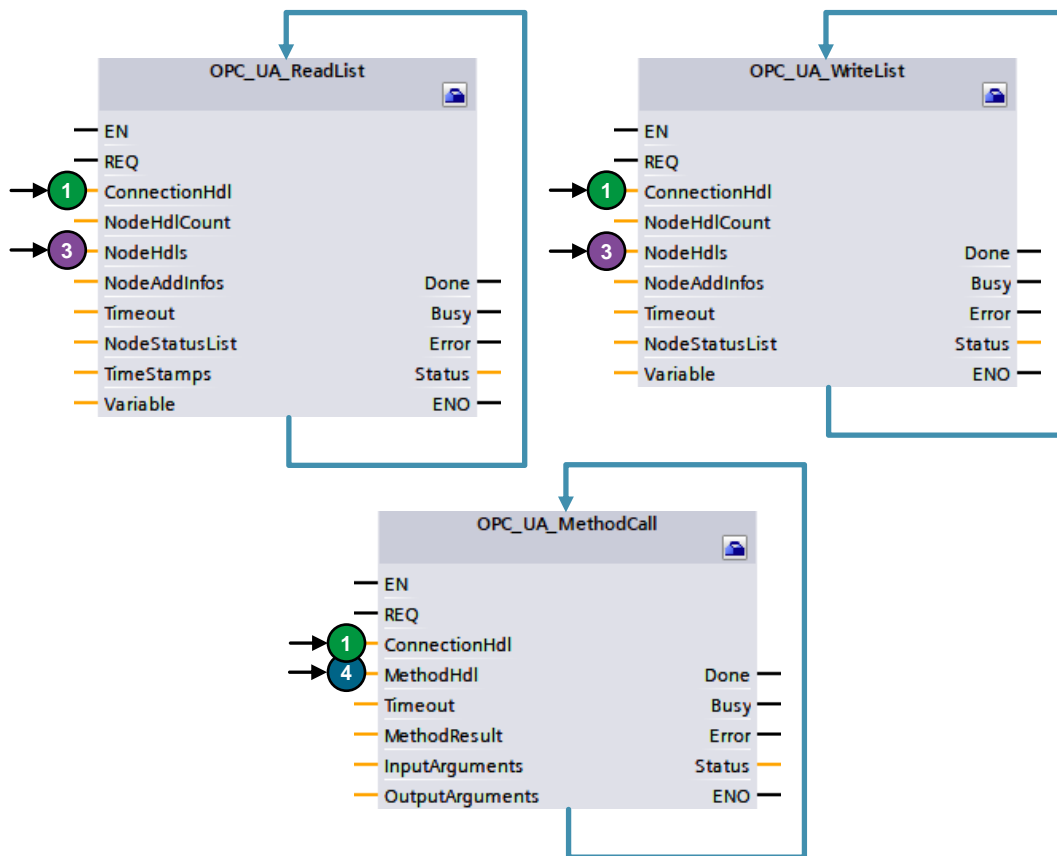 OPC_UA_ReadList
EN
REQ
1 ConnectionHdl
NodeHdlCount
3 NodeHdls
NodeAddInfos Done
Timeout Busy
NodeStatusList Error
TimeStamps Status
Variable ENO
OPC_UA_WriteList
EN
REQ
1 ConnectionHdl
NodeHdlCount
3 NodeHdls Done
NodeAddInfos Busy
Timeout Error
NodeStatusList Status
Variable ENO
OPC_UA_MethodCall
EN
REQ
1 ConnectionHdl
4 MethodHdl Done
Timeout Busy
MethodResult Error
InputArguments Status
OutputArguments ENO